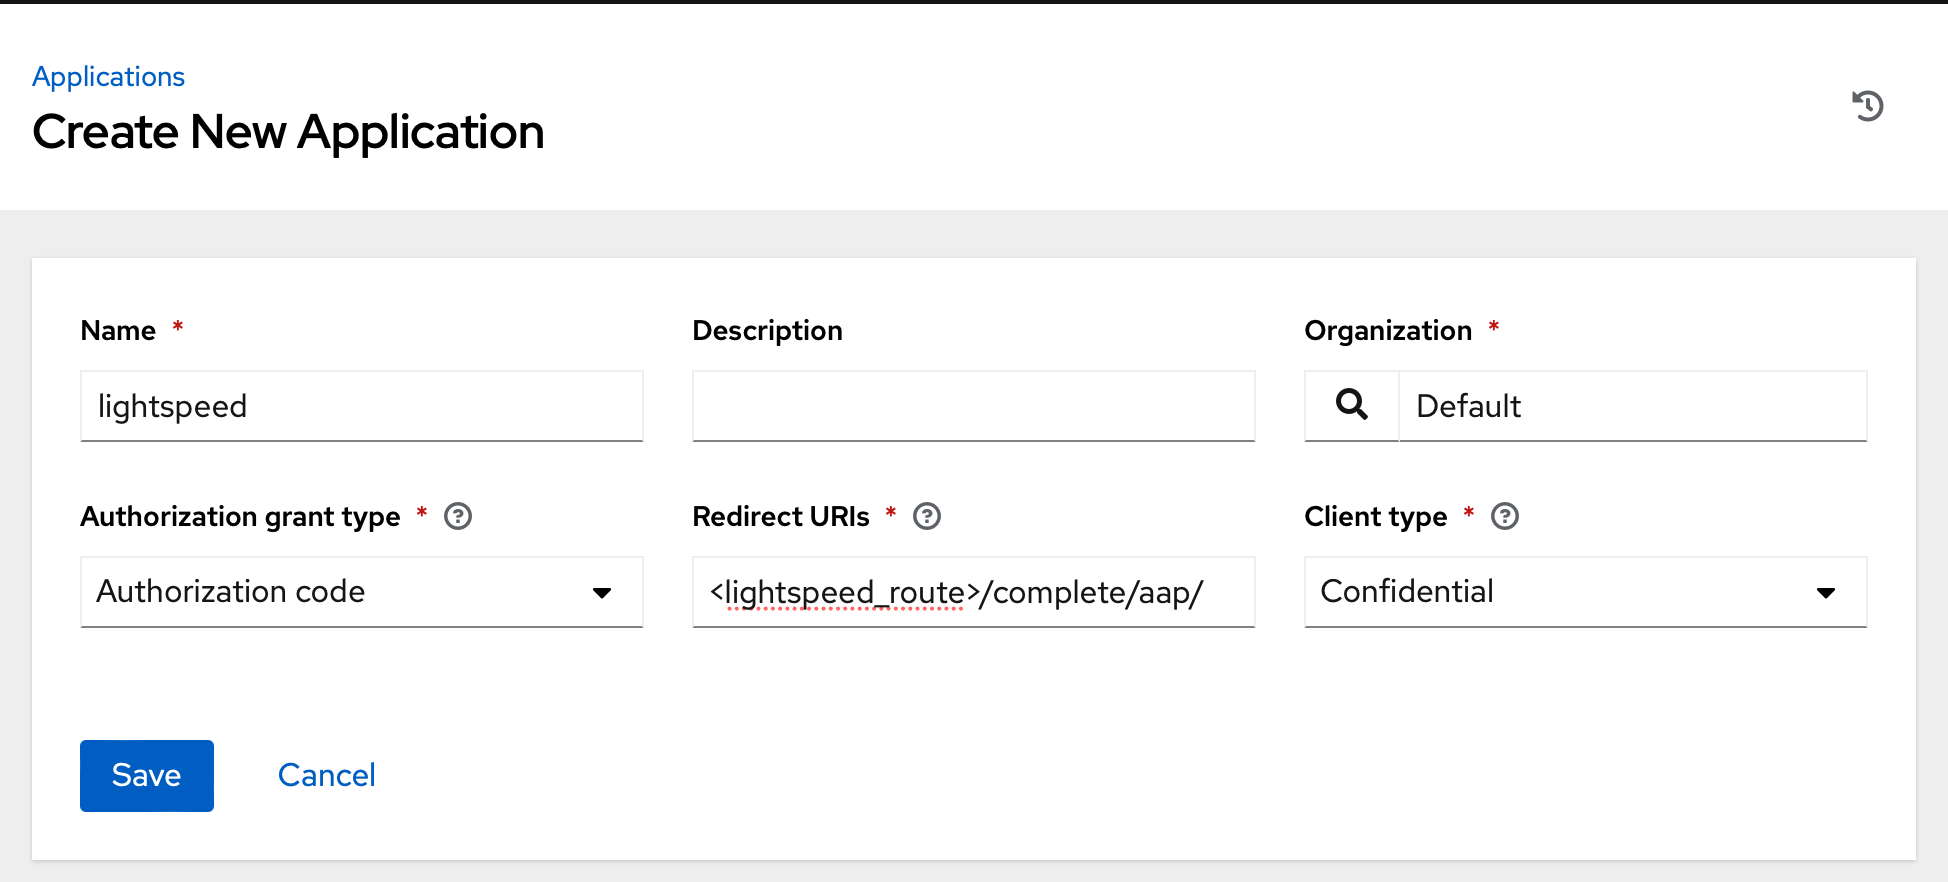 Applications
Create New Application
Name *
Description
Organization *
lightspeed
Default
Authorization grant type * ?
Redirect URIs * ?
Client type * ?
Authorization code
<lightspeed_route>/complete/aap/
Confidential
Save
Cancel